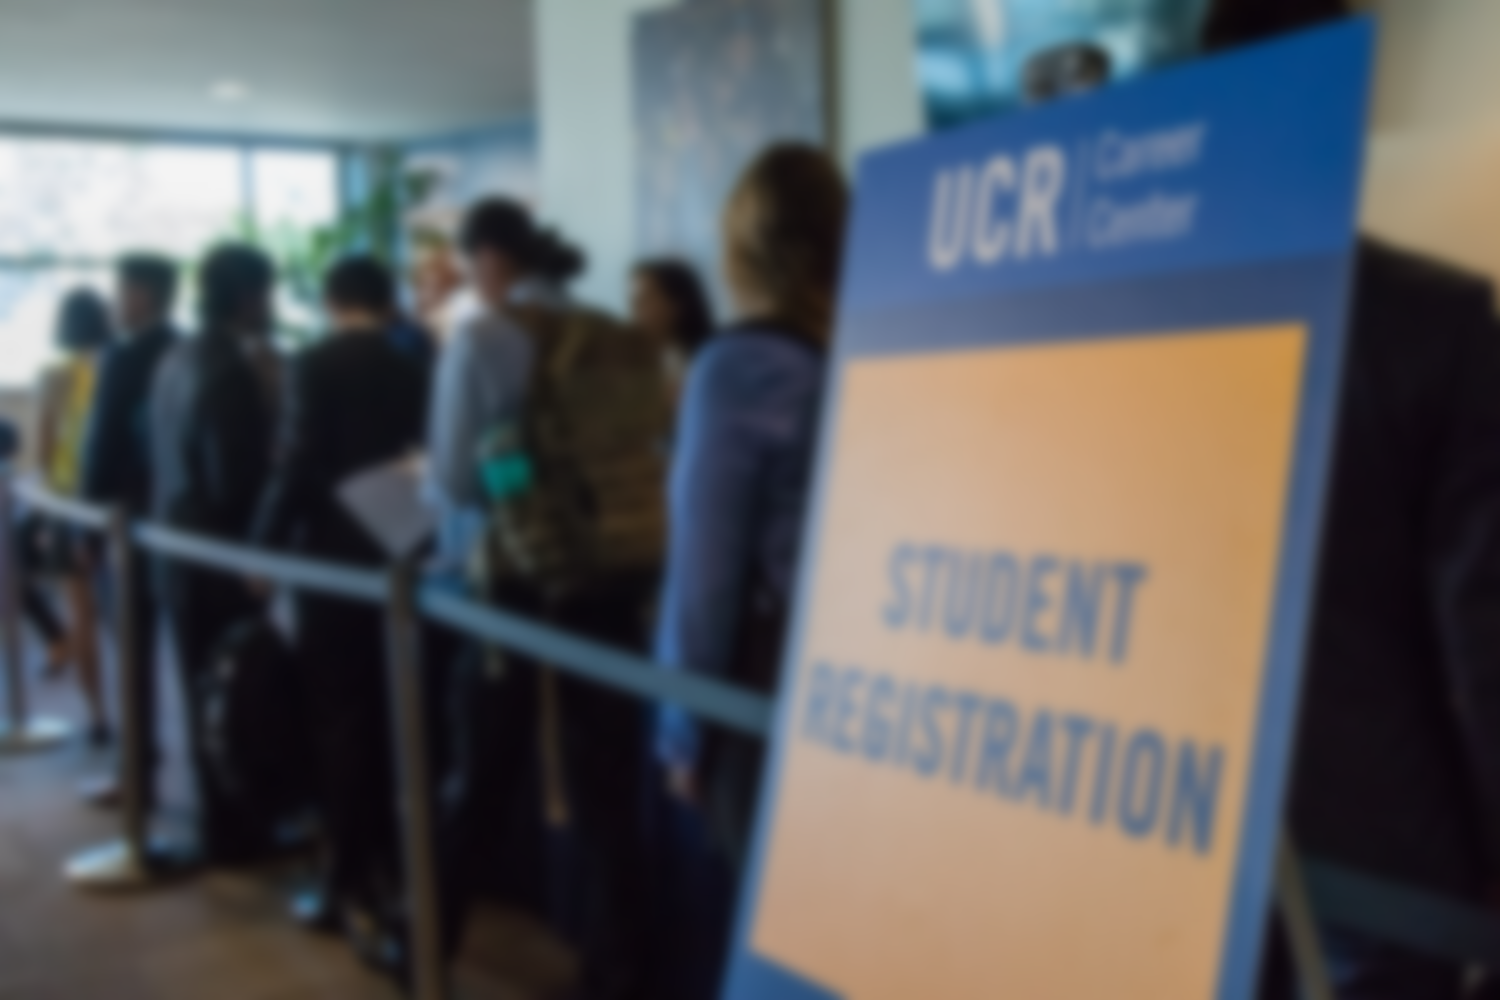 UCR Career
Center
STUDENT
REGISTRATION